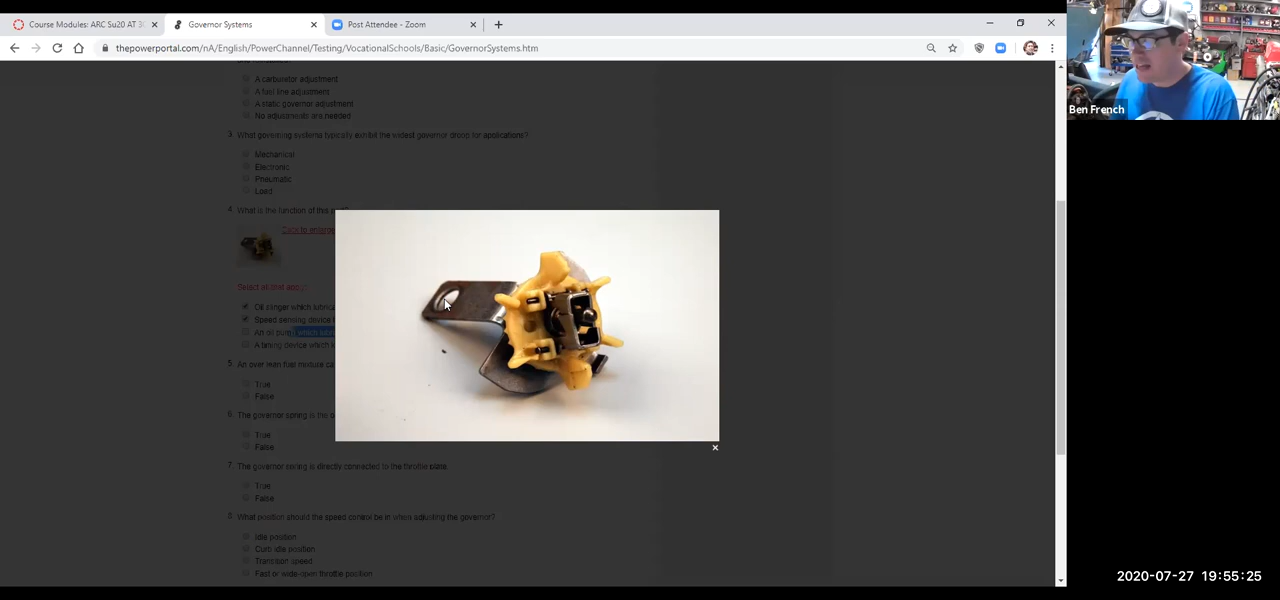 Course Modules: ARC Su20 AT 3
Governor Systems
Post Attendee - Zoom
thepowerportal.com/nA/English/PowerChannel/Testing/VocationalSchools/Basic/GovernorSystems.htm
Ben French
A carburetor adjustment
A fuel line adjustment
A static governor adjustment
No adjustments are needed
3. What governing systems typically exhibit the widest governor droop for applications?
Mechanical
Electronic
Pneumatic
Load
4. What is the function of this
Click to enlarge
Select all that apply:
Oil slinger which lubrica
Speed sensing device
An oil pump which lubri
A timing device which
5. An over rich fuel mixture ca
True
False
6. The governor spring is the o
True
False
7. The governor spring is directly connected to the throttle plate.
True
False
8. What position should the speed control be in when adjusting the governor?
Idle position
Curb idle position
Transition speed
Fast or wide-open throttle position
2020-07-27 19:55:25